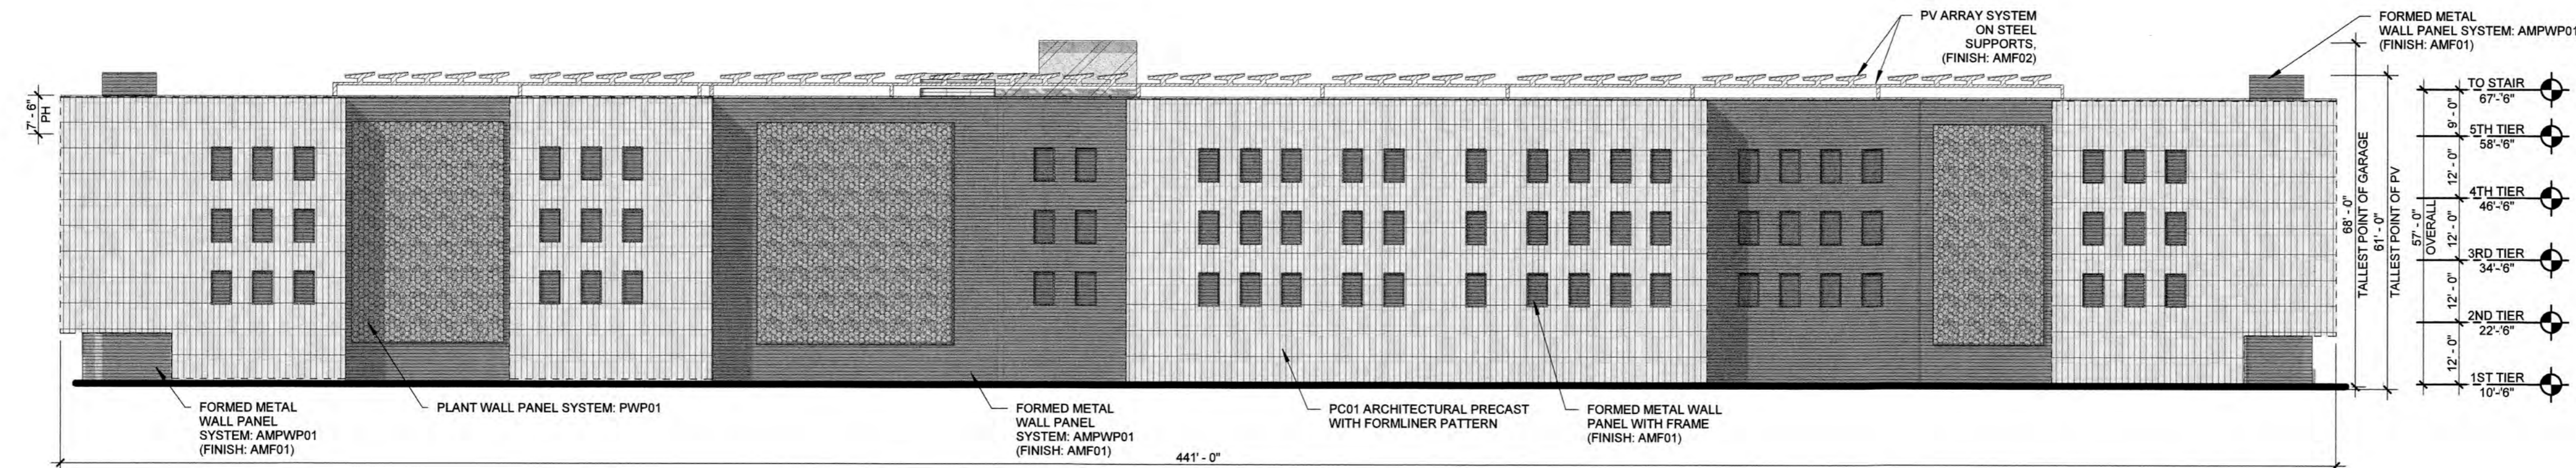 PV ARRAY SYSTEM
ON STEEL
SUPPORTS,
(FINISH: AMF02)
FORMED METAL
WALL PANEL SYSTEM: AMPWP01
(FINISH: AMF01)
7' - 6"
PH
TO STAIR
67'-'6"
9' - 0"
5TH TIER
58'-'6"
12' - 0"
4TH TIER
46'-'6"
12' - 0"
3RD TIER
34'-'6"
12' - 0"
2ND TIER
22'-'6"
12' - 0"
1ST TIER
10'-'6"
68' - 0"
TALLEST POINT OF GARAGE
61' - 0"
TALLEST POINT OF PV
57' - 0"
OVERALL
FORMED METAL
WALL PANEL
SYSTEM: AMPWP01
(FINISH: AMF01)
PLANT WALL PANEL SYSTEM: PWP01
FORMED METAL
WALL PANEL
SYSTEM: AMPWP01
(FINISH: AMF01)
PC01 ARCHITECTURAL PRECAST
WITH FORMLINER PATTERN
FORMED METAL WALL
PANEL WITH FRAME
(FINISH: AMF01)
441' - 0"